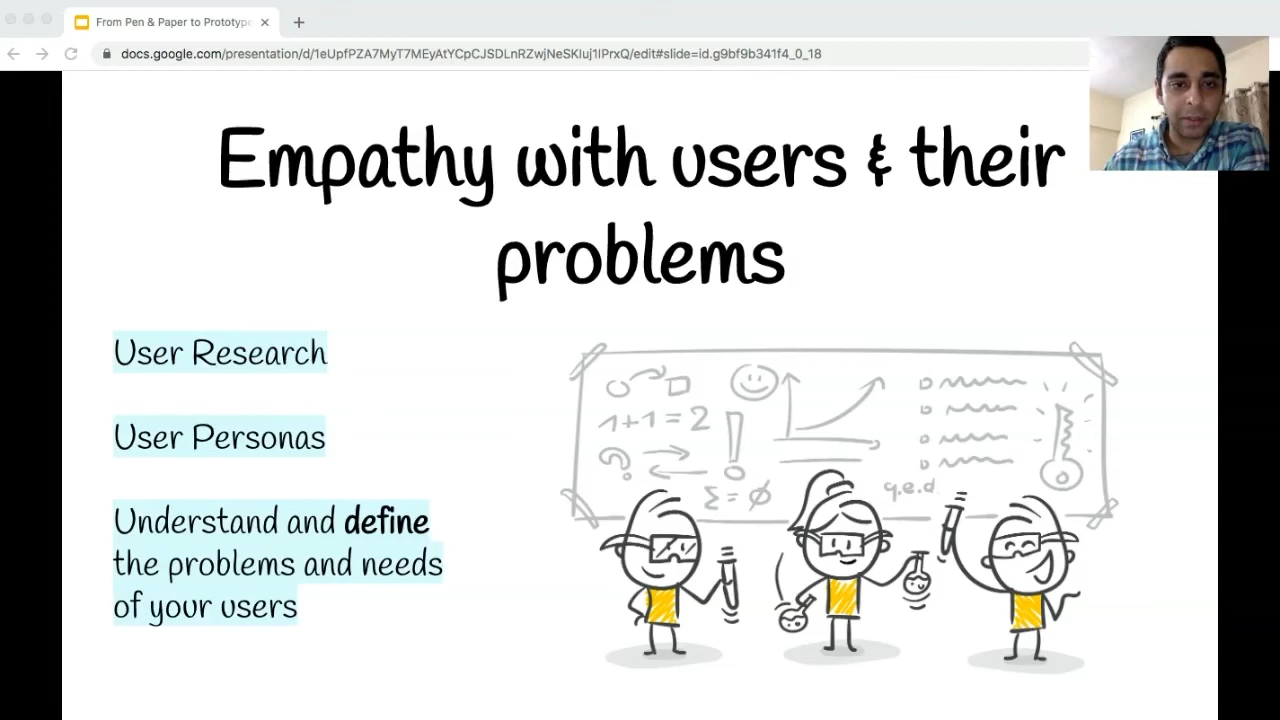 From Pen & Paper to Prototype
docs.google.com/presentation/d/1eUpfPZA7MyT7MEyAtYCpCJSDLnRZwjNeSKIuj1lPrxQ/edit#slide=id.g9bf9b341f4_0_18
Empathy with users & their
problems
User Research
User Personas
Understand and define
the problems and needs
of your users
1+1=2
!
?
Σ=Ø
q.e.d.